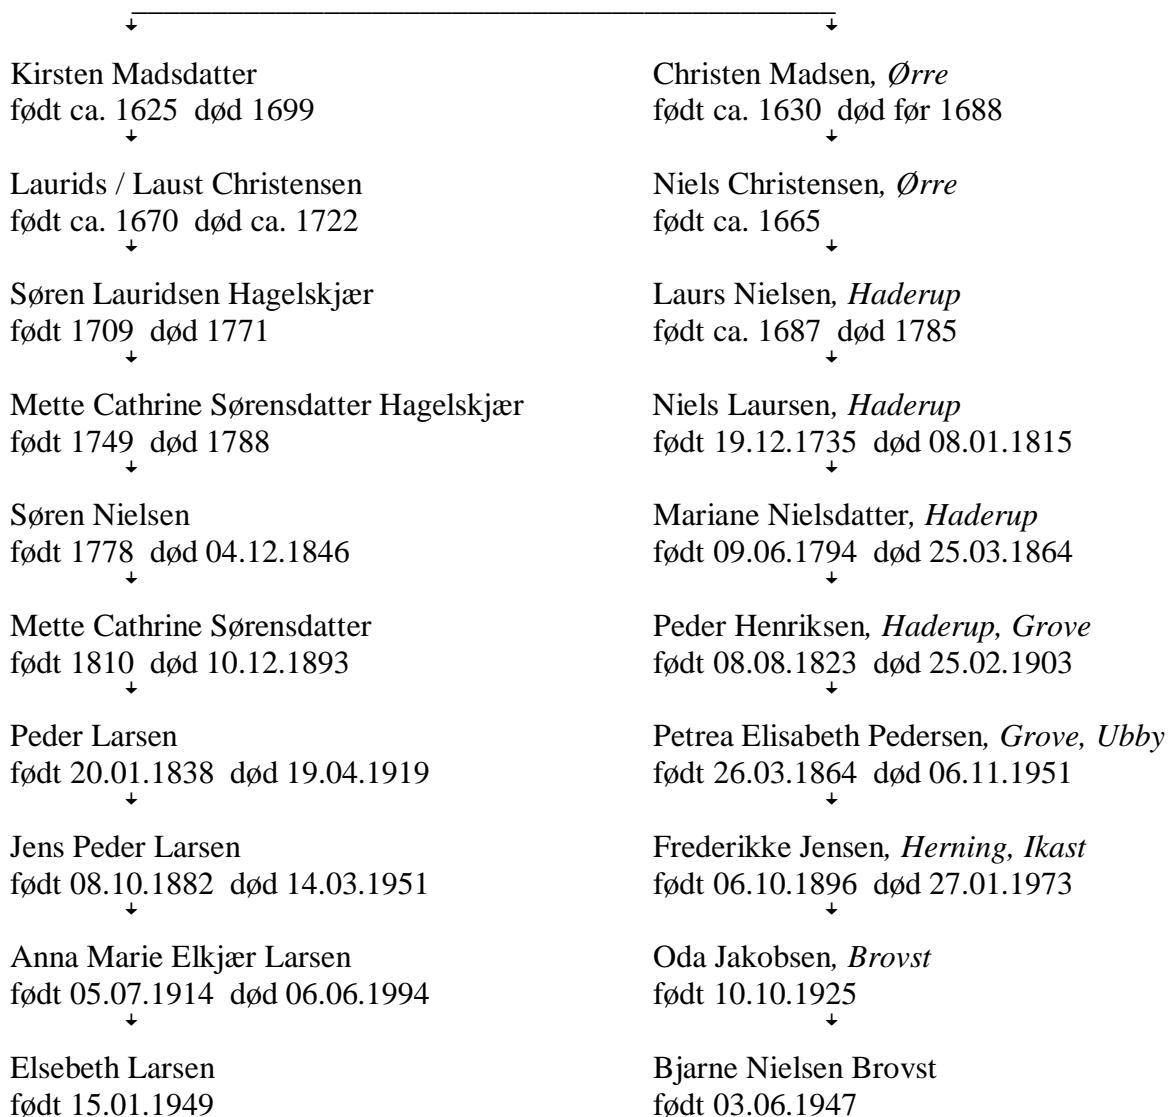 Kirsten Madsdatter
født ca. 1625 død 1699
Laurids / Laust Christensen
født ca. 1670 død ca. 1722
Søren Lauridsen Hagelskjær
født 1709 død 1771
Mette Cathrine Sørensdatter Hagelskjær
født 1749 død 1788
Søren Nielsen
født 1778 død 04.12.1846
Mette Cathrine Sørensdatter
født 1810 død 10.12.1893
Peder Larsen
født 20.01.1838 død 19.04.1919
Jens Peder Larsen
født 08.10.1882 død 14.03.1951
Anna Marie Elkjær Larsen
født 05.07.1914 død 06.06.1994
Elsebeth Larsen
født 15.01.1949
Christen Madsen, Ørre
født ca. 1630 død før 1688
Niels Christensen, Ørre
født ca. 1665
Laurs Nielsen, Haderup
født ca. 1687 død 1785
Niels Laursen, Haderup
født 19.12.1735 død 08.01.1815
Mariane Nielsdatter, Haderup
født 09.06.1794 død 25.03.1864
Peder Henriksen, Haderup, Grove
født 08.08.1823 død 25.02.1903
Petrea Elisabeth Pedersen, Grove, Ubby
født 26.03.1864 død 06.11.1951
Frederikke Jensen, Herning, Ikast
født 06.10.1896 død 27.01.1973
Oda Jakobsen, Brovst
født 10.10.1925
Bjarne Nielsen Brovst
født 03.06.1947